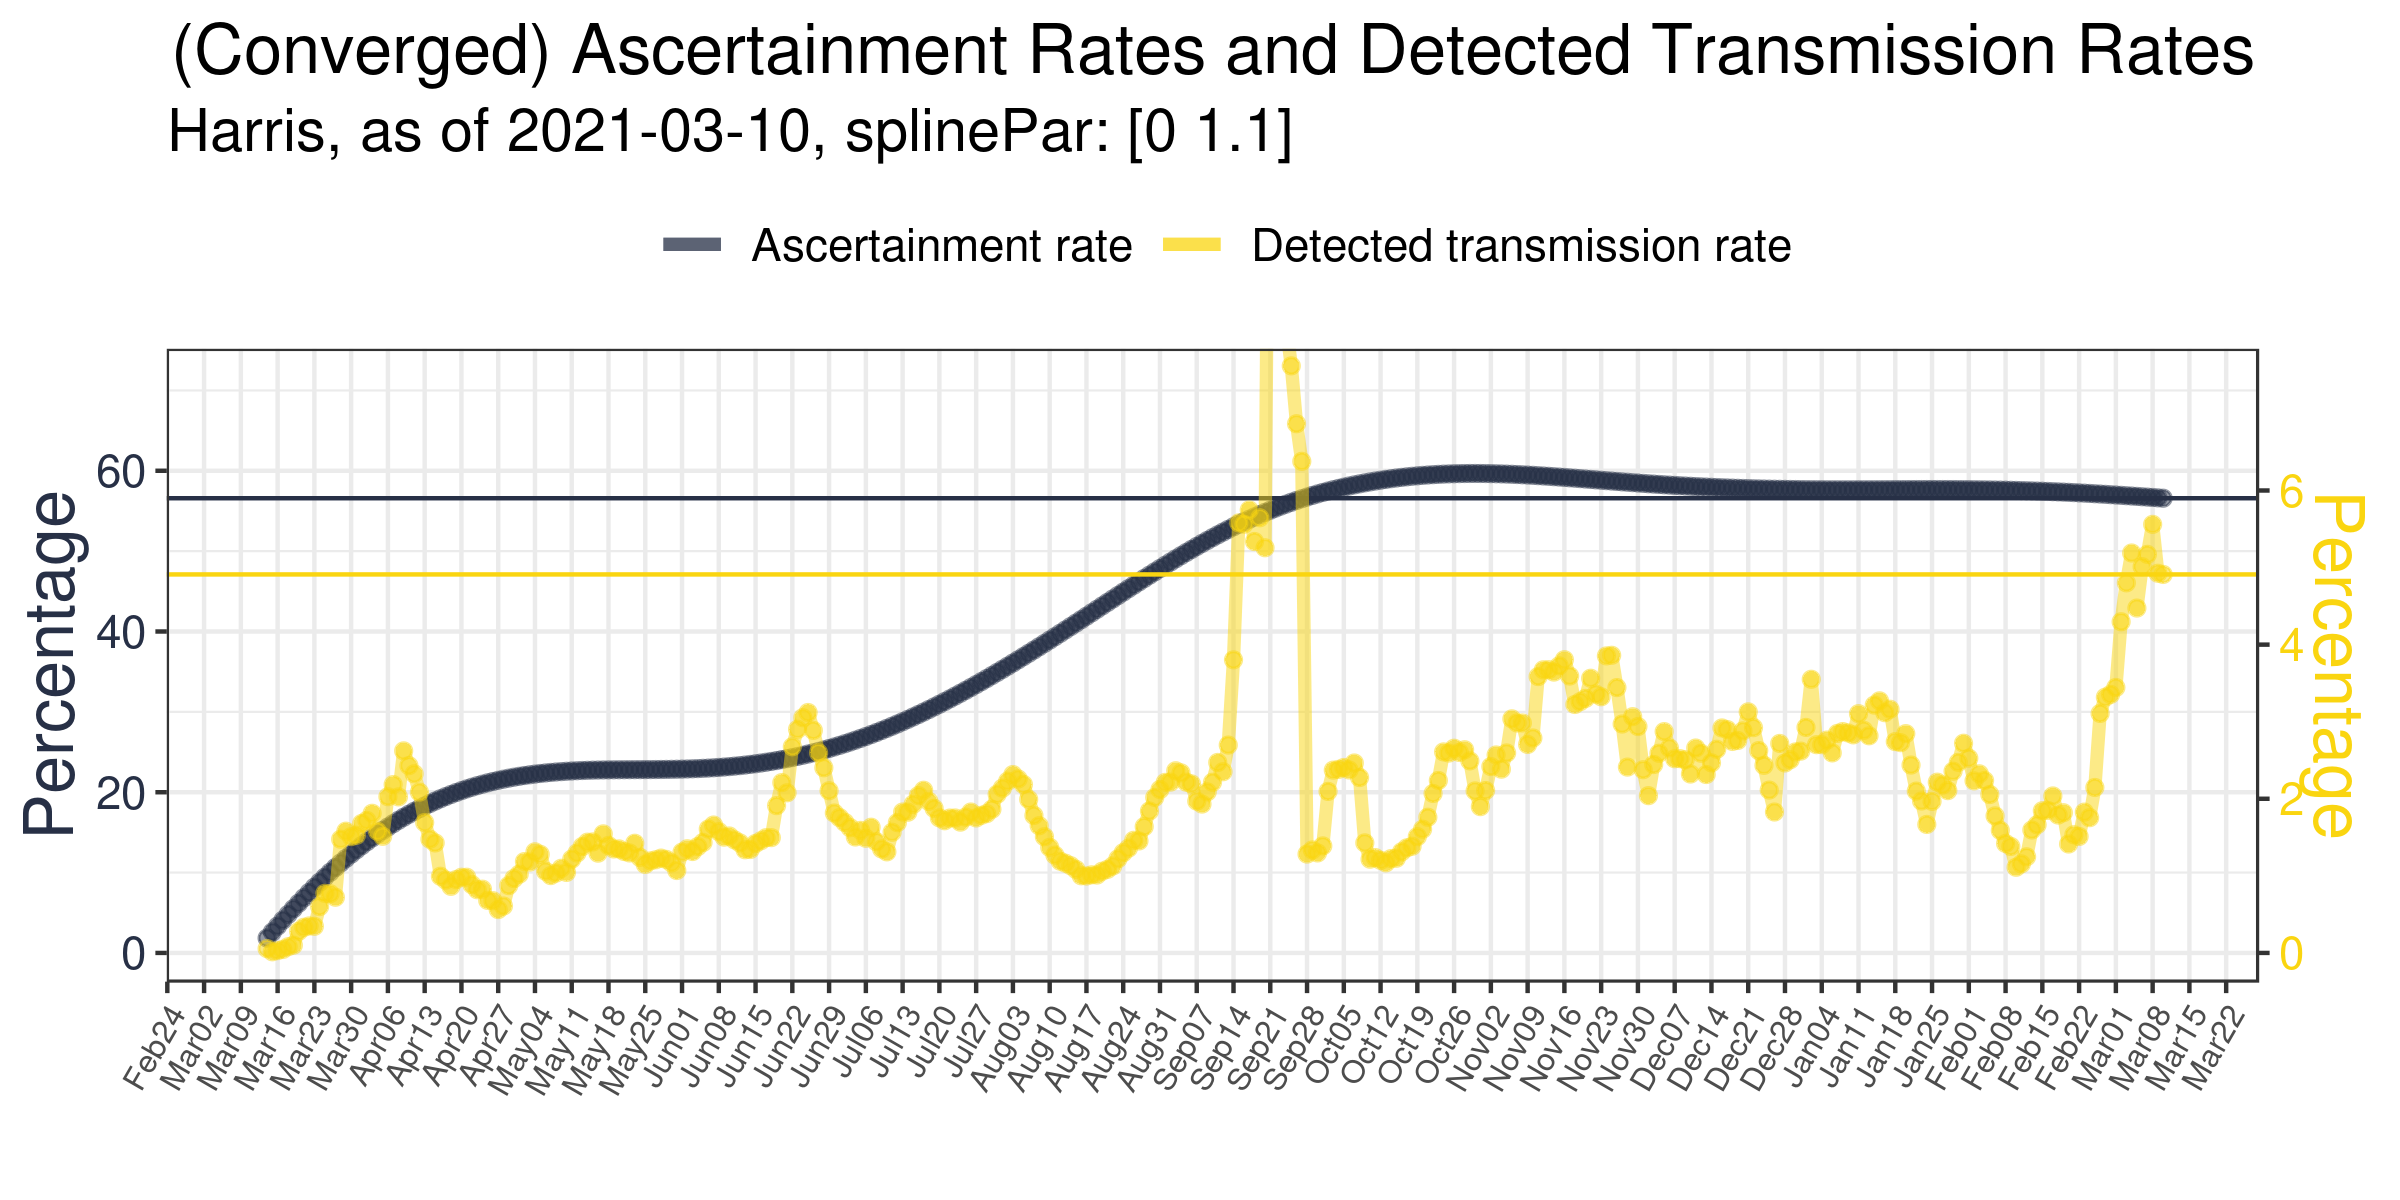 (Converged) Ascertainment Rates and Detected Transmission Rates
Harris, as of 2021-03-10, splinePar: [0 1.1]
Ascertainment rate Detected transmission rate
Percentage
60
40
20
0
6
4
2
0
Percentage
Feb24 Mar02 Mar09 Mar16 Mar23 Mar30 Apr06 Apr13 Apr20 Apr27 May04 May11 May18 May25 Jun01 Jun08 Jun15 Jun22 Jun29 Jul06 Jul13 Jul20 Jul27 Aug03 Aug10 Aug17 Aug24 Aug31 Sep07 Sep14 Sep21 Sep28 Oct05 Oct12 Oct19 Oct26 Nov02 Nov09 Nov16 Nov23 Nov30 Dec07 Dec14 Dec21 Dec28 Jan04 Jan11 Jan18 Jan25 Feb01 Feb08 Feb15 Feb22 Mar01 Mar08 Mar15 Mar22